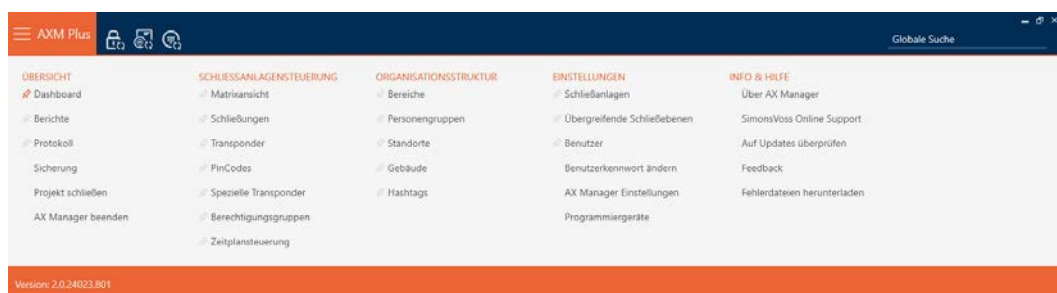 AXM Plus
Globale Suche
ÜBERSICHT
Dashboard
Berichte
Protokoll
Sicherung
Projekt schließen
AX Manager beenden
SCHLIESSANLAGENSTEUERUNG
Matrixansicht
Schließungen
Transponder
PinCodes
Spezielle Transponder
Berechtigungsgruppen
Zeitplansteuerung
ORGANISATIONSSTRUKTUR
Bereiche
Personengruppen
Standorte
Gebäude
Hashtags
EINSTELLUNGEN
Schließanlagen
Übergreifende Schließebenen
Benutzer
Benutzerkennwort ändern
AX Manager Einstellungen
Programmiergeräte
INFO & HILFE
Über AX Manager
SimonsVoss Online Support
Auf Updates überprüfen
Feedback
Fehlerdateien herunterladen
Version: 2.0.24023.801